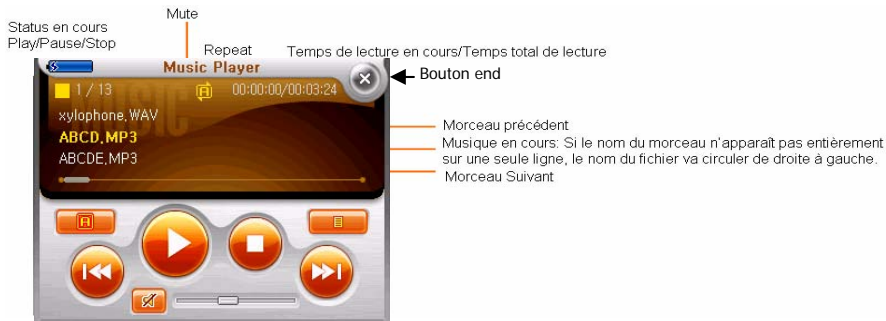 Mute
Status en cours
Play/Pause/Stop
Repeat
Temps de lecture en cours/Temps total de lecture
Music Player
Bouton end
1 / 13
A
00:00:00/00:03:24
MUSIC
xylophone.WAV
ABCD.MP3
ABCDE.MP3
Morceau précédent
Musique en cours: Si le nom du morceau n'apparaît pas entièrement
sur une seule ligne, le nom du fichier va circuler de droite à gauche.
Morceau Suivant
A